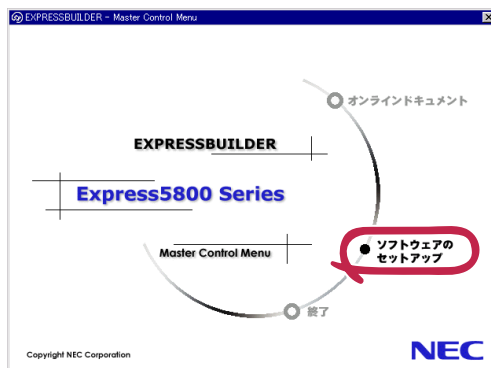 EXPRESSBUILDER - Master Control Menu
オンラインドキュメント
EXPRESSBUILDER
Express5800 Series
ソフトウェアの
セットアップ
Master Control Menu
終了
Copyright NEC Corporation
NEC